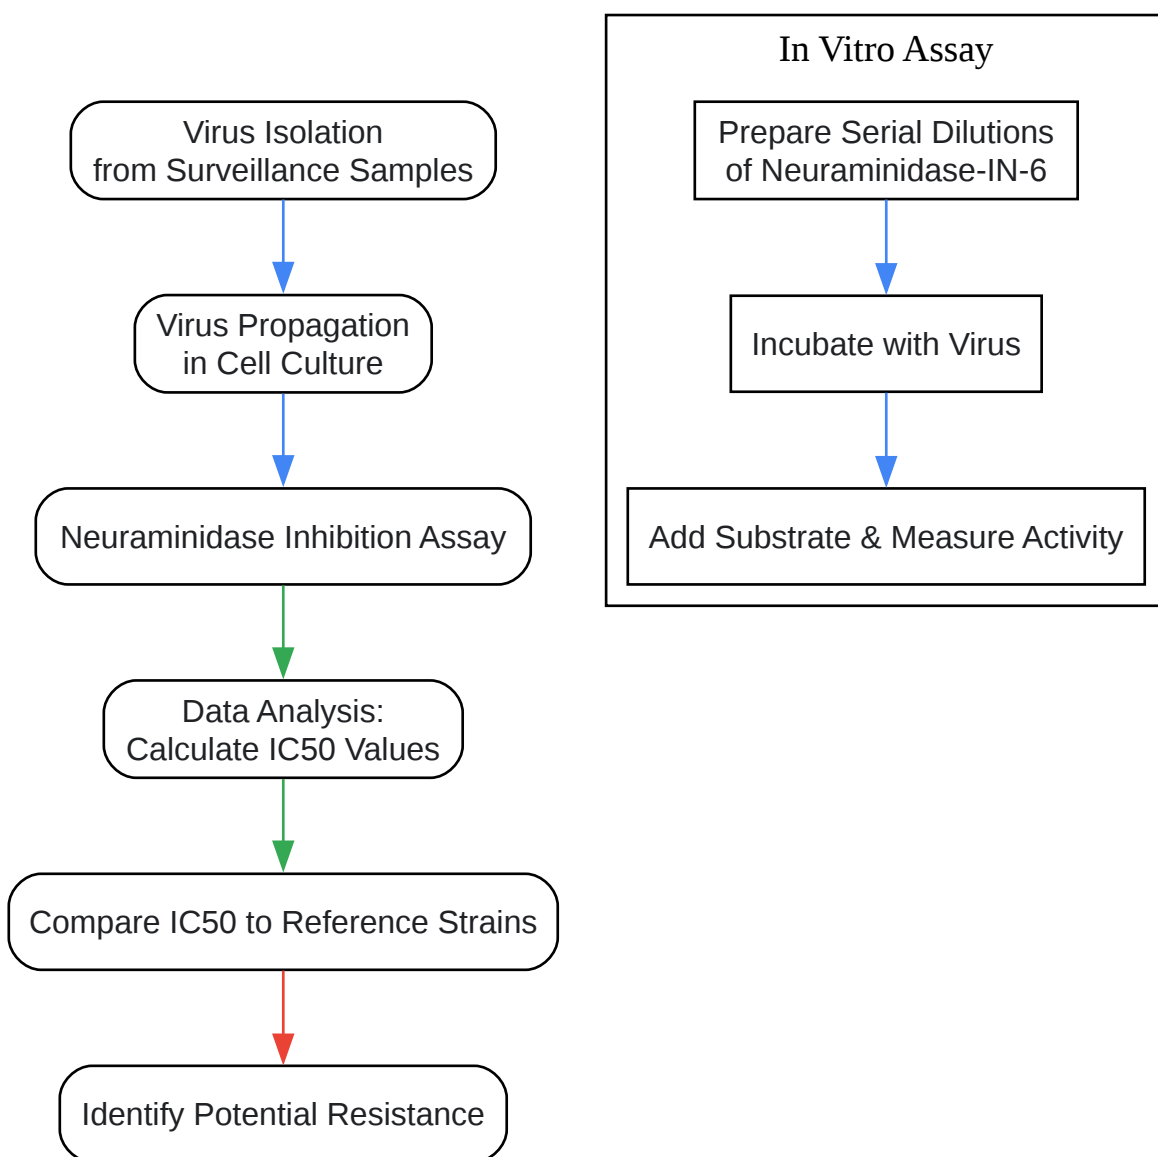 Virus Isolation
from Surveillance Samples
Virus Propagation
in Cell Culture
Neuraminidase Inhibition Assay
Data Analysis:
Calculate IC50 Values
Compare IC50 to Reference Strains
Identify Potential Resistance
In Vitro Assay
Prepare Serial Dilutions
of Neuraminidase-IN-6
Incubate with Virus
Add Substrate & Measure Activity